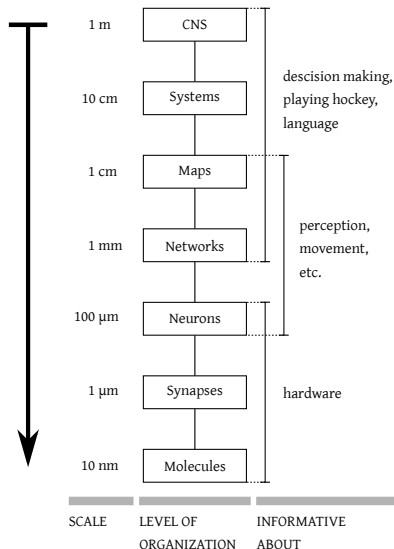 1 m
CNS
10 cm
Systems
descision making,
playing hockey,
language
1 cm
Maps
1 mm
Networks
perception,
movement,
etc.
100 µm
Neurons
1 µm
Synapses
hardware
10 nm
Molecules
SCALE
LEVEL OF
ORGANIZATION
INFORMATIVE
ABOUT